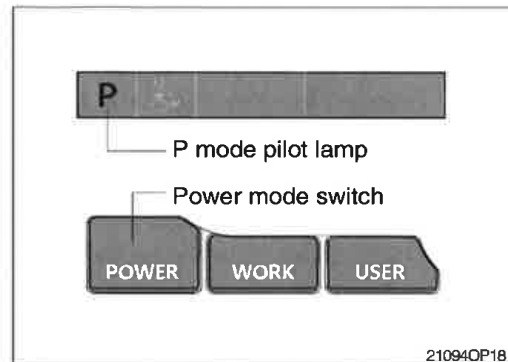 P
P mode pilot lamp
Power mode switch
POWER WORK USER
21094OP18